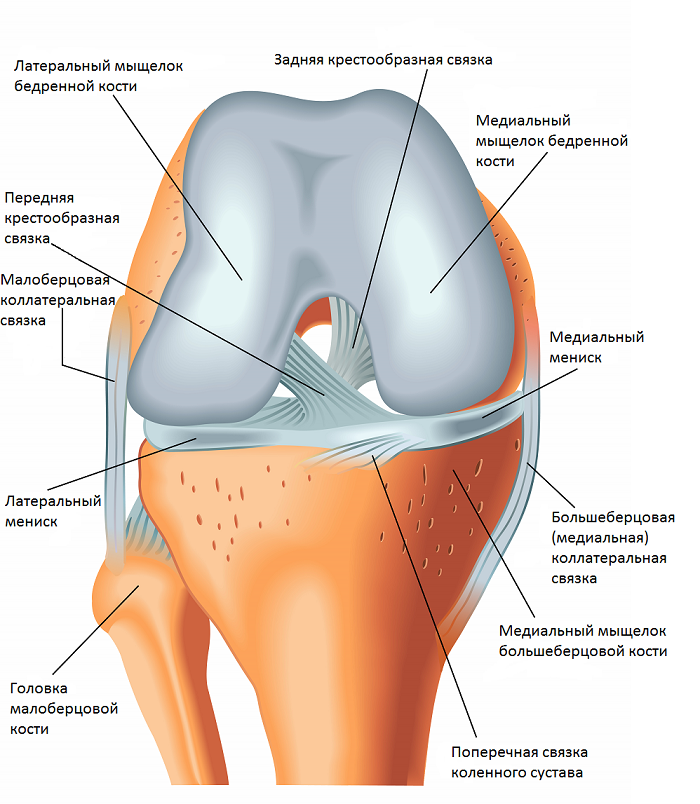 Задняя крестообразная связка
Латеральный мыщелок
бедренной кости
Медиальный
мыщелок бедренной
кости
Передняя
крестообразная
связка
Малоберцовая
коллатеральная
связка
Медиальный
мениск
Латеральный
мениск
Большеберцовая
(медиальная)
коллатеральная
связка
Медиальный мыщелок
большеберцовой кости
Головка
малоберцовой
кости
Поперечная связка
коленного сустава